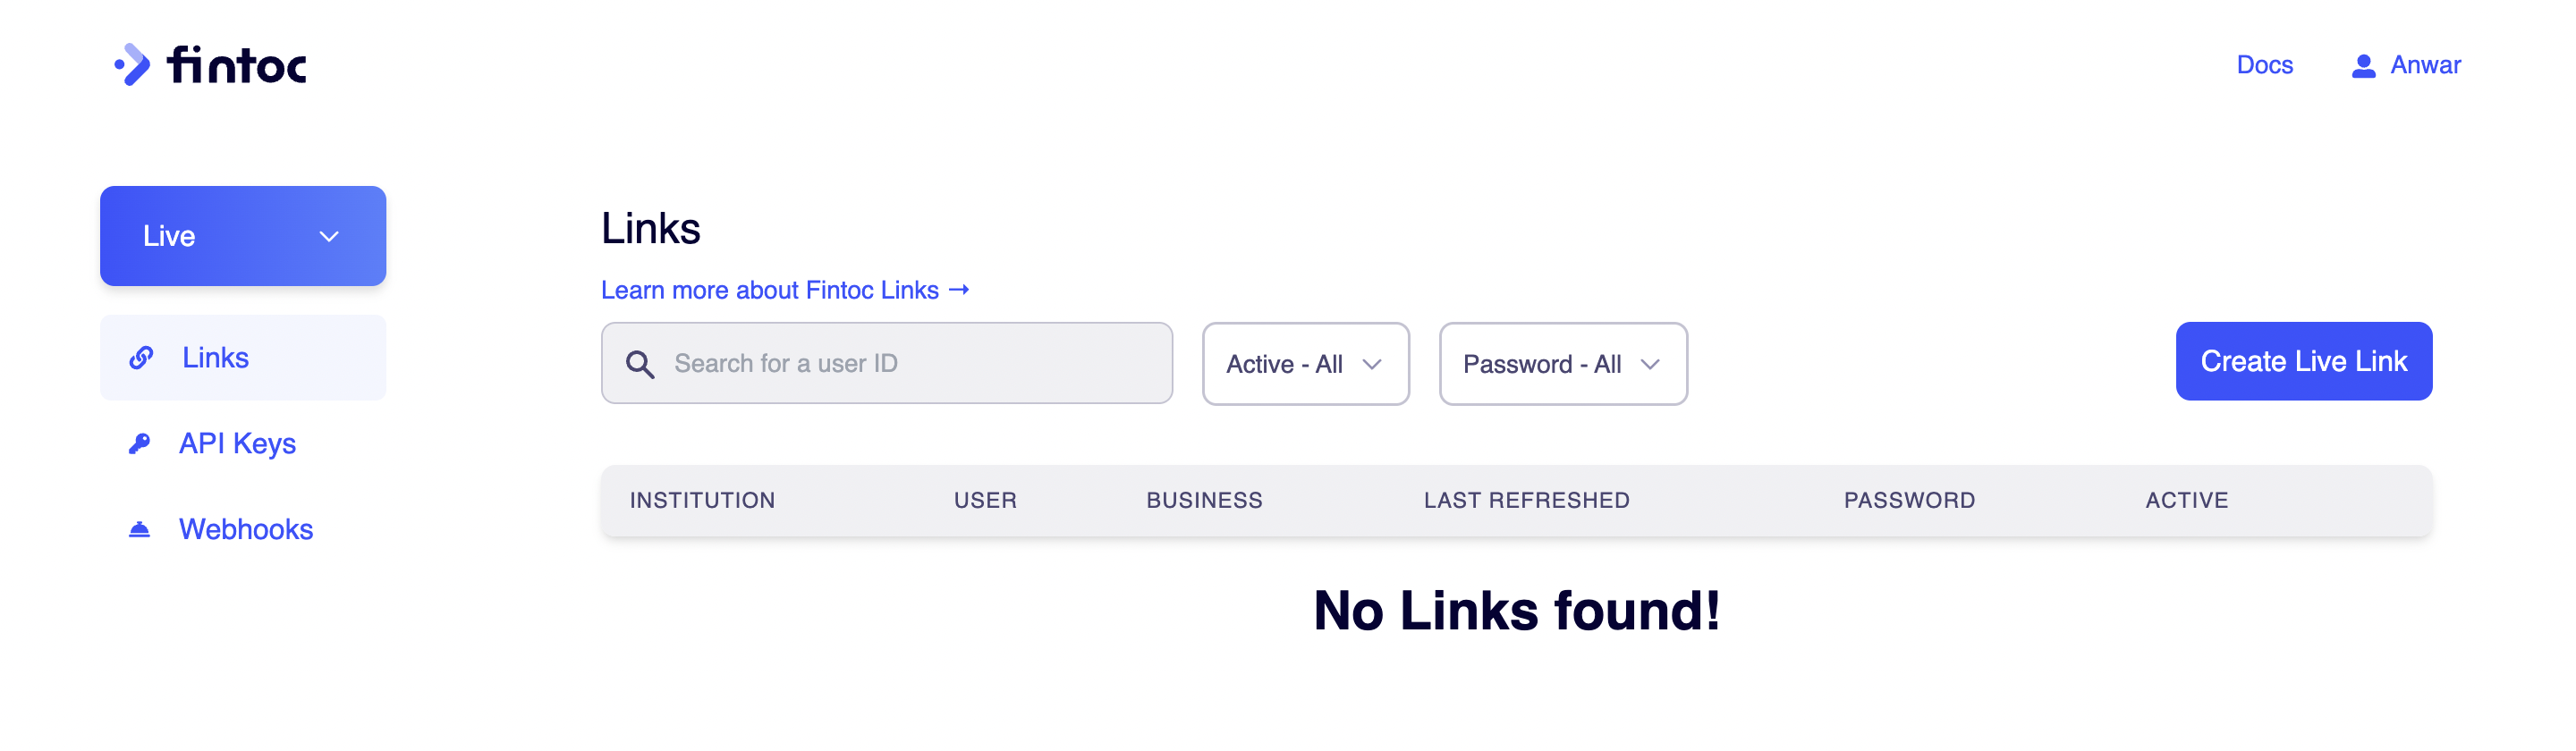 fintoc
Docs
Anwar
Live
Links
API Keys
Webhooks
Links
Learn more about Fintoc Links →
Search for a user ID
Active - All
Password - All
Create Live Link
INSTITUTION USER BUSINESS LAST REFRESHED PASSWORD ACTIVE
No Links found!